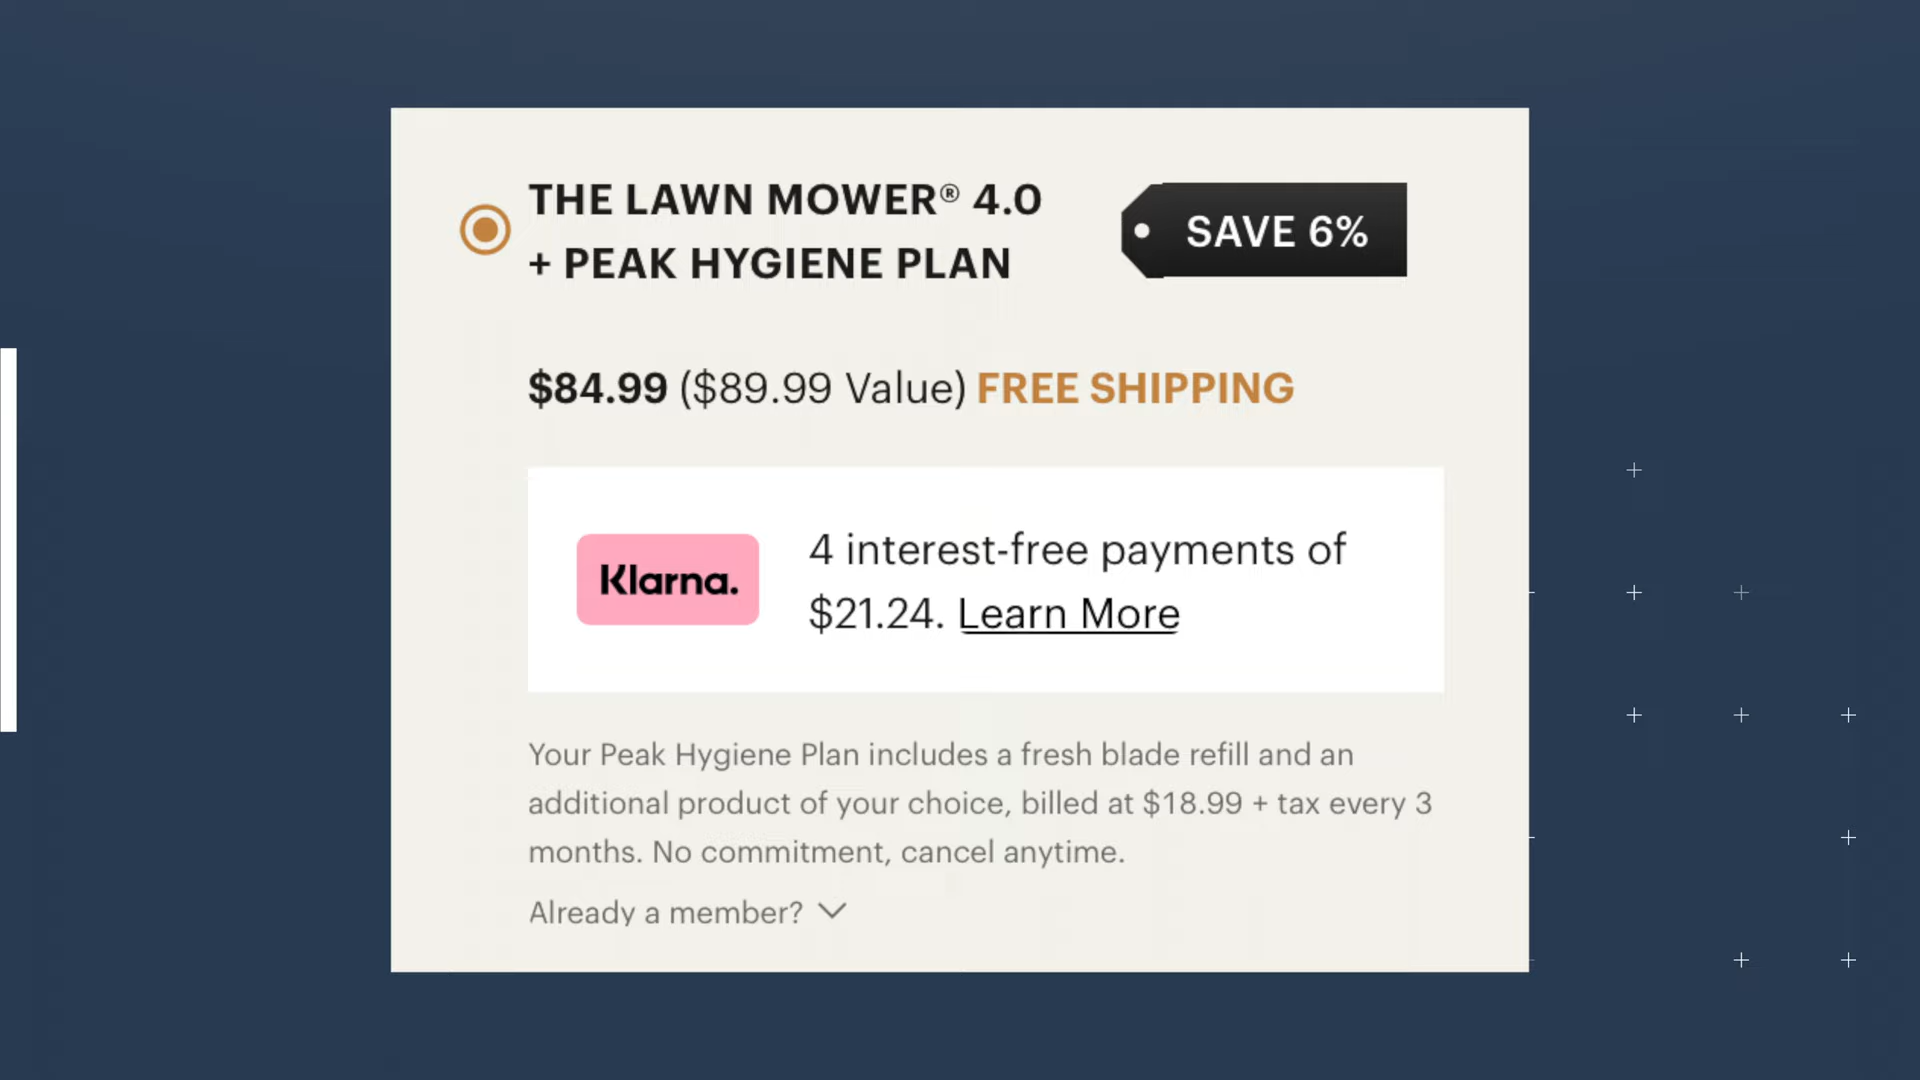 THE LAWN MOWER® 4.0
+ PEAK HYGIENE PLAN
SAVE 6%
$84.99 ($89.99 Value) FREE SHIPPING
Klarna.
4 interest-free payments of
$21.24. Learn More
Your Peak Hygiene Plan includes a fresh blade refill and an
additional product of your choice, billed at $18.99 + tax every 3
months. No commitment, cancel anytime.
Already a member?